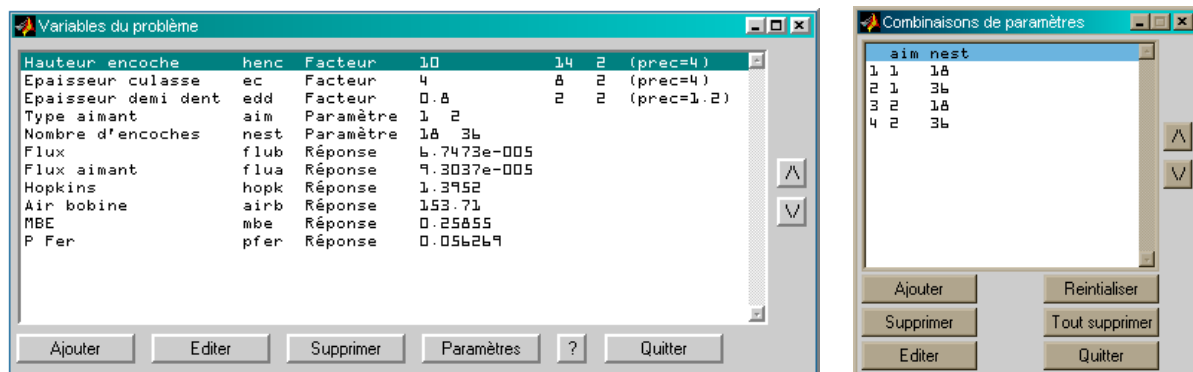 Variables du problème
Hauteur encoche henc Facteur 10 14 2 (prec=4)
Epaisseur culasse ec Facteur 4 8 2 (prec=4)
Epaisseur demi dent edd Facteur 0.8 2 2 (prec=1.2)
Type aimant aim Paramètre 1 2
Nombre d'encoches nest Paramètre 18 36
Flux flub Réponse 6.7473e-005
Flux aimant flua Réponse 9.3037e-005
Hopkins hopk Réponse 1.3952
Air bobine airb Réponse 153.71
MBE mbe Réponse 0.25855
P Fer pfer Réponse 0.056269
/\
\/
Ajouter Editer Supprimer Paramètres ? Quitter
Combinaisons de paramètres
aim nest
1 1 18
2 1 36
3 2 18
4 2 36
/\
\/
Ajouter Reintialiser
Supprimer Tout supprimer
Editer Quitter